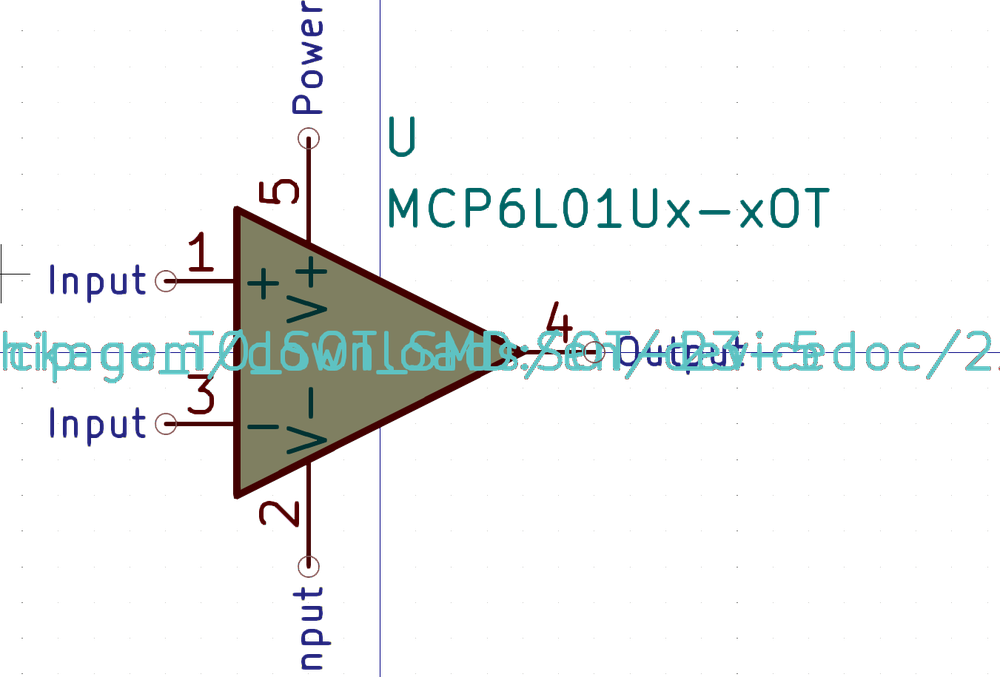 Power
U
5
MCP6L01Ux-xOT
1
Input
+
V+
4
Output
3
Input
-
V-
2
nput